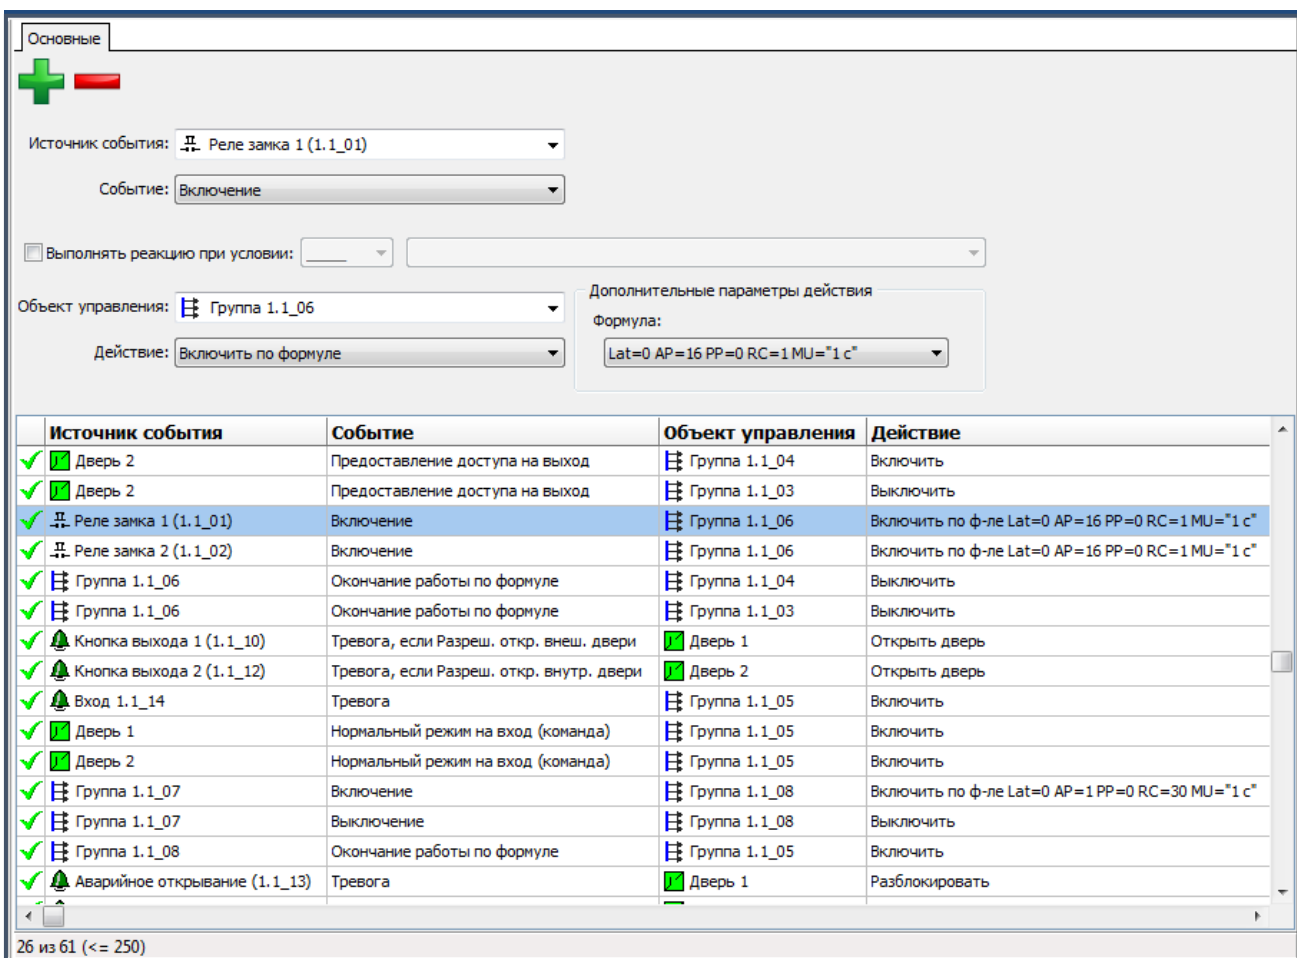 Основные
Источник события: Реле замка 1 (1.1_01)
Событие: Включение
Выполнять реакцию при условии: _____
Дополнительные параметры действия
Объект управления: Группа 1.1_06
Формула:
Действие: Включить по формуле Lat=0 AP=16 PP=0 RC=1 MU="1 с"
Источник события Событие Объект управления Действие
Дверь 2 Предоставление доступа на выход Группа 1.1_04 Включить
Дверь 2 Предоставление доступа на выход Группа 1.1_03 Выключить
Реле замка 1 (1.1_01) Включение Группа 1.1_06 Включить по ф-ле Lat=0 AP=16 PP=0 RC=1 MU="1 с"
Реле замка 2 (1.1_02) Включение Группа 1.1_06 Включить по ф-ле Lat=0 AP=16 PP=0 RC=1 MU="1 с"
Группа 1.1_06 Окончание работы по формуле Группа 1.1_04 Выключить
Группа 1.1_06 Окончание работы по формуле Группа 1.1_03 Выключить
Кнопка выхода 1 (1.1_10) Тревога, если Разреш. откр. внеш. двери Дверь 1 Открыть дверь
Кнопка выхода 2 (1.1_12) Тревога, если Разреш. откр. внутр. двери Дверь 2 Открыть дверь
Вход 1.1_14 Тревога Группа 1.1_05 Включить
Дверь 1 Нормальный режим на вход (команда) Группа 1.1_05 Включить
Дверь 2 Нормальный режим на вход (команда) Группа 1.1_05 Включить
Группа 1.1_07 Включение Группа 1.1_08 Включить по ф-ле Lat=0 AP=1 PP=0 RC=30 MU="1 с"
Группа 1.1_07 Выключение Группа 1.1_08 Выключить
Группа 1.1_08 Окончание работы по формуле Группа 1.1_05 Включить
Аварийное открывание (1.1_13) Тревога Дверь 1 Разблокировать
26 из 61 (<= 250)